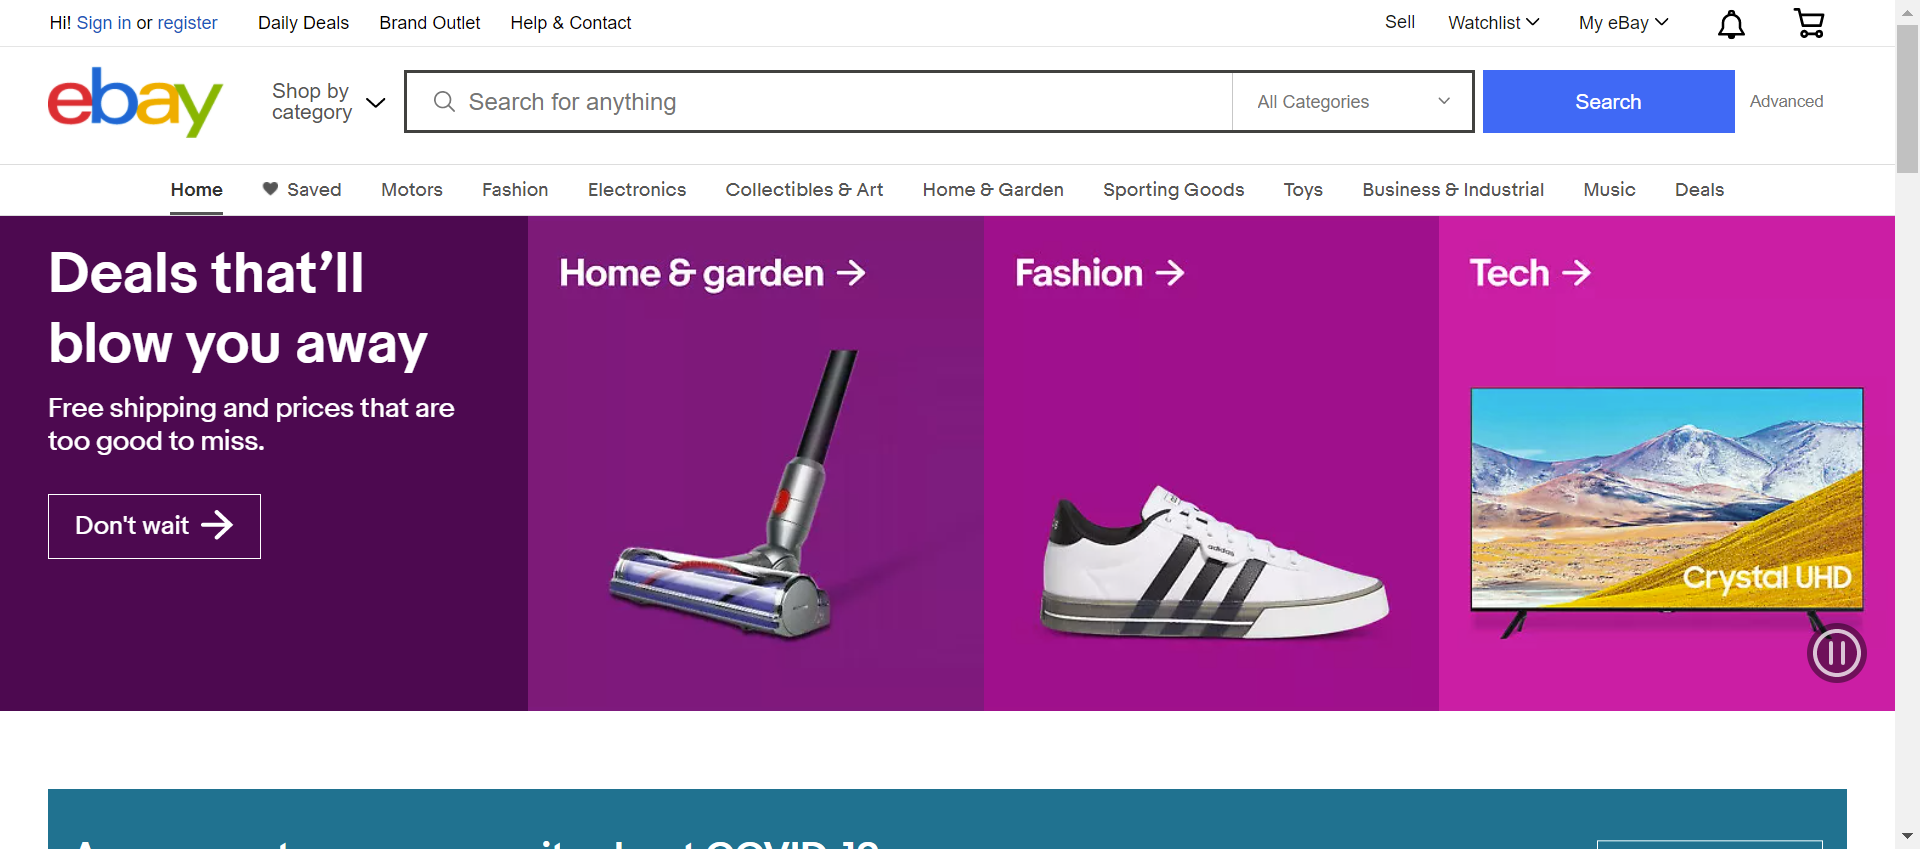 Hi! Sign in or register Daily Deals Brand Outlet Help & Contact Sell Watchlist My eBay
ebay
Shop by
category
Search for anything
All Categories
Search
Advanced
Home Saved Motors Fashion Electronics Collectibles & Art Home & Garden Sporting Goods Toys Business & Industrial Music Deals
Deals that’ll
blow you away
Free shipping and prices that are
too good to miss.
Don't wait
Home & garden
Fashion
adidas
Tech
Crystal UHD
COVID-19